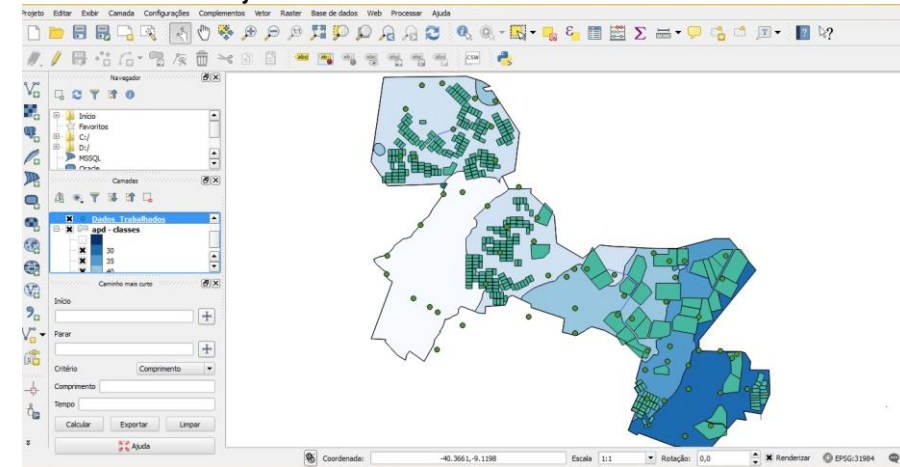 Projeto Editar Exibir Camada Configurações Complementos Vetor Raster Base de dados Web Processar Ajuda
Navegador
Início
Favoritos
C:/
D:/
MSSQL
Oracle
Camadas
Dados_Trabalhados
apd - classes
30
35
40
Caminho mais curto
Início
Parar
Critério Comprimento
Comprimento
Tempo
Calcular Exportar Limpar
Ajuda
Coordenada: -40.3661,-9.1198 Escala 1:1 Rotação: 0,0 Renderizar EPSG:31984